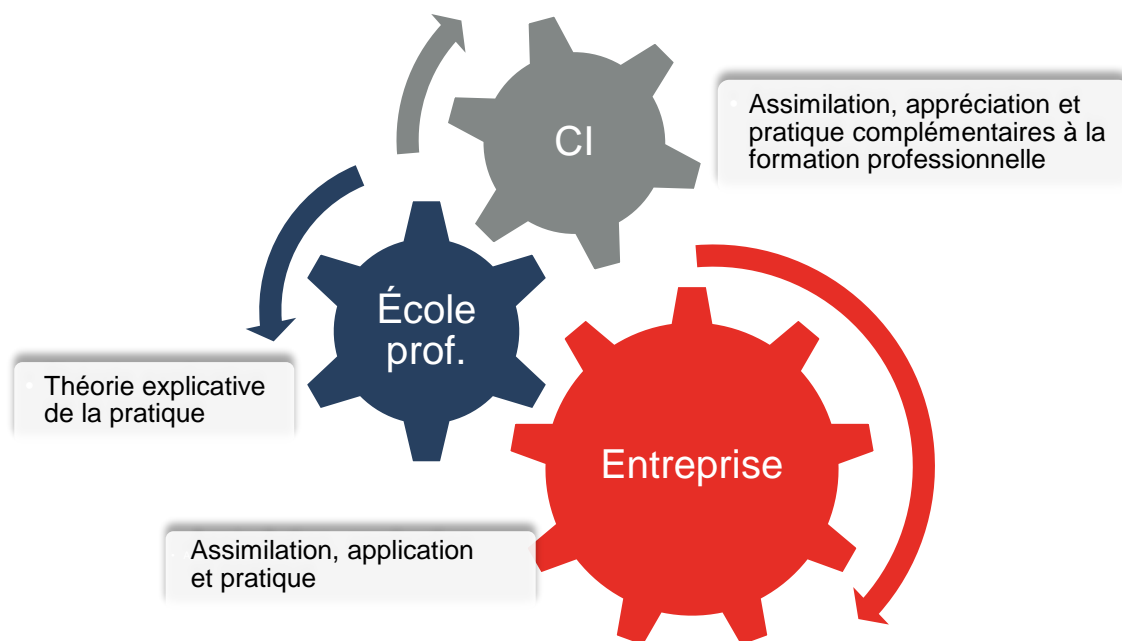 CI
Assimilation, appréciation et
pratique complémentaires à la
formation professionnelle
École
prof.
Théorie explicative
de la pratique
Entreprise
Assimilation, application
et pratique